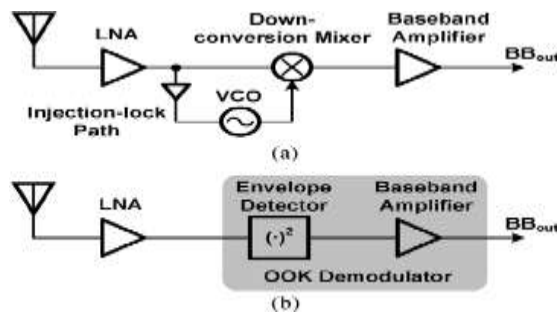 Down-
conversion Mixer
Baseband
Amplifier
LNA
BBout
Injection-lock
Path
VCO
(a)
Envelope
Detector
Baseband
Amplifier
LNA
(·)²
BBout
OOK Demodulator
(b)